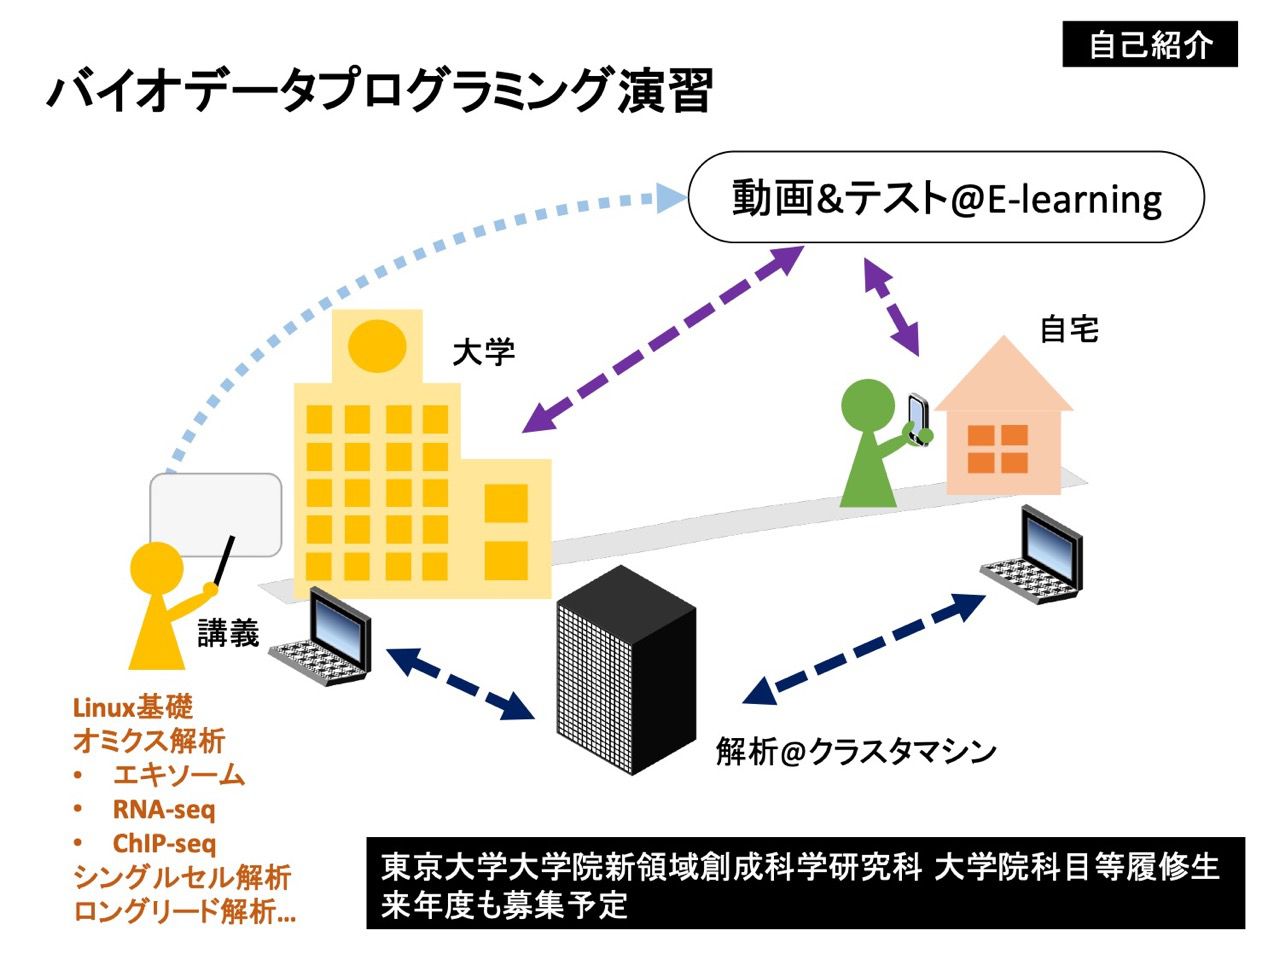 自己紹介
バイオデータプログラミング演習
動画&テスト@E-learning
大学
自宅
講義
Linux基礎
オミクス解析
• エキソーム
• RNA-seq
• ChIP-seq
シングルセル解析
ロングリード解析...
解析@クラスタマシン
東京大学大学院新領域創成科学研究科 大学院科目等履修生
来年度も募集予定